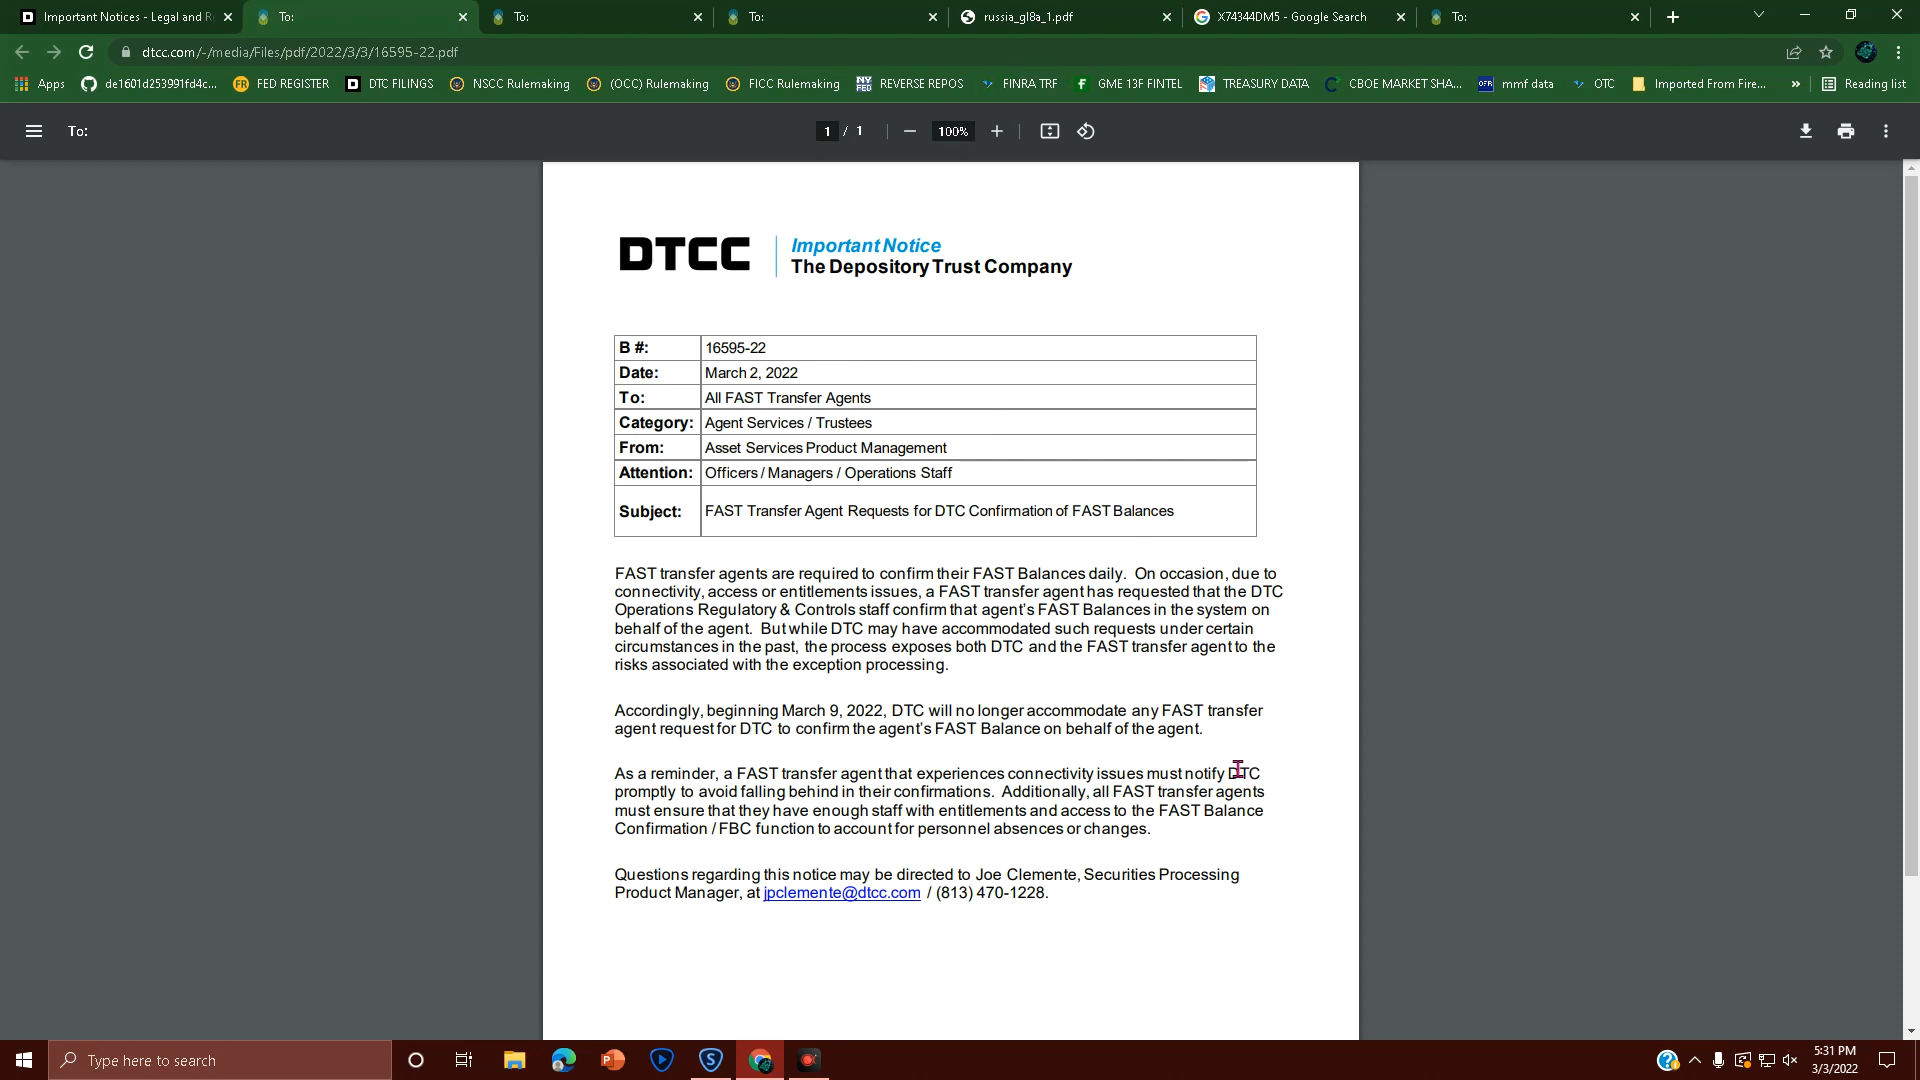 Important Notices - Legal and R
To:
To:
To:
russia_gl8a_1.pdf
X74344DM5 - Google Search
To:
dtcc.com/-/media/Files/pdf/2022/3/3/16595-22.pdf
Apps
de1601d253991fd4c...
FR FED REGISTER
DTC FILINGS
NSCC Rulemaking
(OCC) Rulemaking
FICC Rulemaking
NY FED REVERSE REPOS
FINRA TRF
GME 13F FINTEL
TREASURY DATA
CBOE MARKET SHA...
OFR mmf data
OTC
Imported From Fire...
»
Reading list
To:
1 / 1
100%
DTCC
Important Notice
The Depository Trust Company
B #: 16595-22
Date: March 2, 2022
To: All FAST Transfer Agents
Category: Agent Services / Trustees
From: Asset Services Product Management
Attention: Officers / Managers / Operations Staff
Subject: FAST Transfer Agent Requests for DTC Confirmation of FAST Balances
FAST transfer agents are required to confirm their FAST Balances daily. On occasion, due to
connectivity, access or entitlements issues, a FAST transfer agent has requested that the DTC
Operations Regulatory & Controls staff confirm that agent's FAST Balances in the system on
behalf of the agent. But while DTC may have accommodated such requests under certain
circumstances in the past, the process exposes both DTC and the FAST transfer agent to the
risks associated with the exception processing.
Accordingly, beginning March 9, 2022, DTC will no longer accommodate any FAST transfer
agent request for DTC to confirm the agent's FAST Balance on behalf of the agent.
As a reminder, a FAST transfer agent that experiences connectivity issues must notify DTC
promptly to avoid falling behind in their confirmations. Additionally, all FAST transfer agents
must ensure that they have enough staff with entitlements and access to the FAST Balance
Confirmation / FBC function to account for personnel absences or changes.
Questions regarding this notice may be directed to Joe Clemente, Securities Processing
Product Manager, at jpclemente@dtcc.com / (813) 470-1228.
Type here to search
5:31 PM
3/3/2022